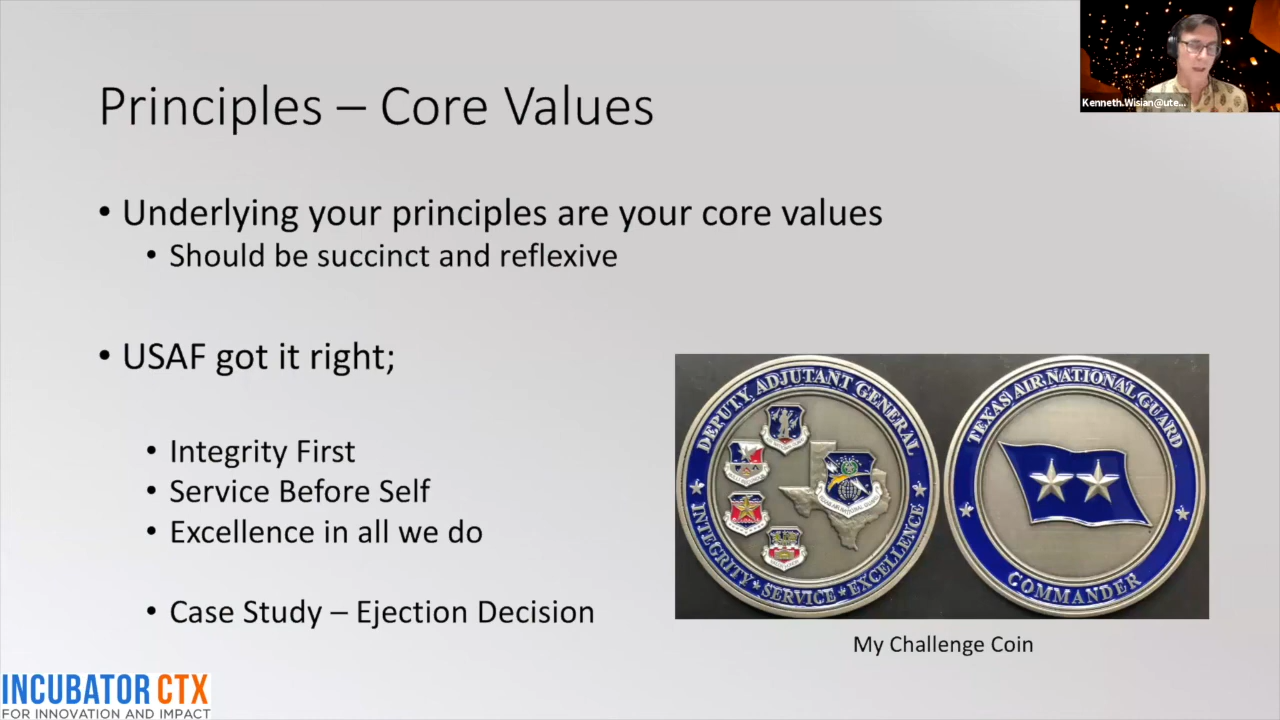 Principles – Core Values
Kenneth.Wisian@ute...
• Underlying your principles are your core values
• Should be succinct and reflexive
• USAF got it right;
• Integrity First
• Service Before Self
• Excellence in all we do
• Case Study – Ejection Decision
DEPUTY ADJUTANT GENERAL
INTEGRITY ★ SERVICE ★ EXCELLENCE
TEXAS AIR NATIONAL GUARD
COMMANDER
My Challenge Coin
INCUBATOR CTX
FOR INNOVATION AND IMPACT